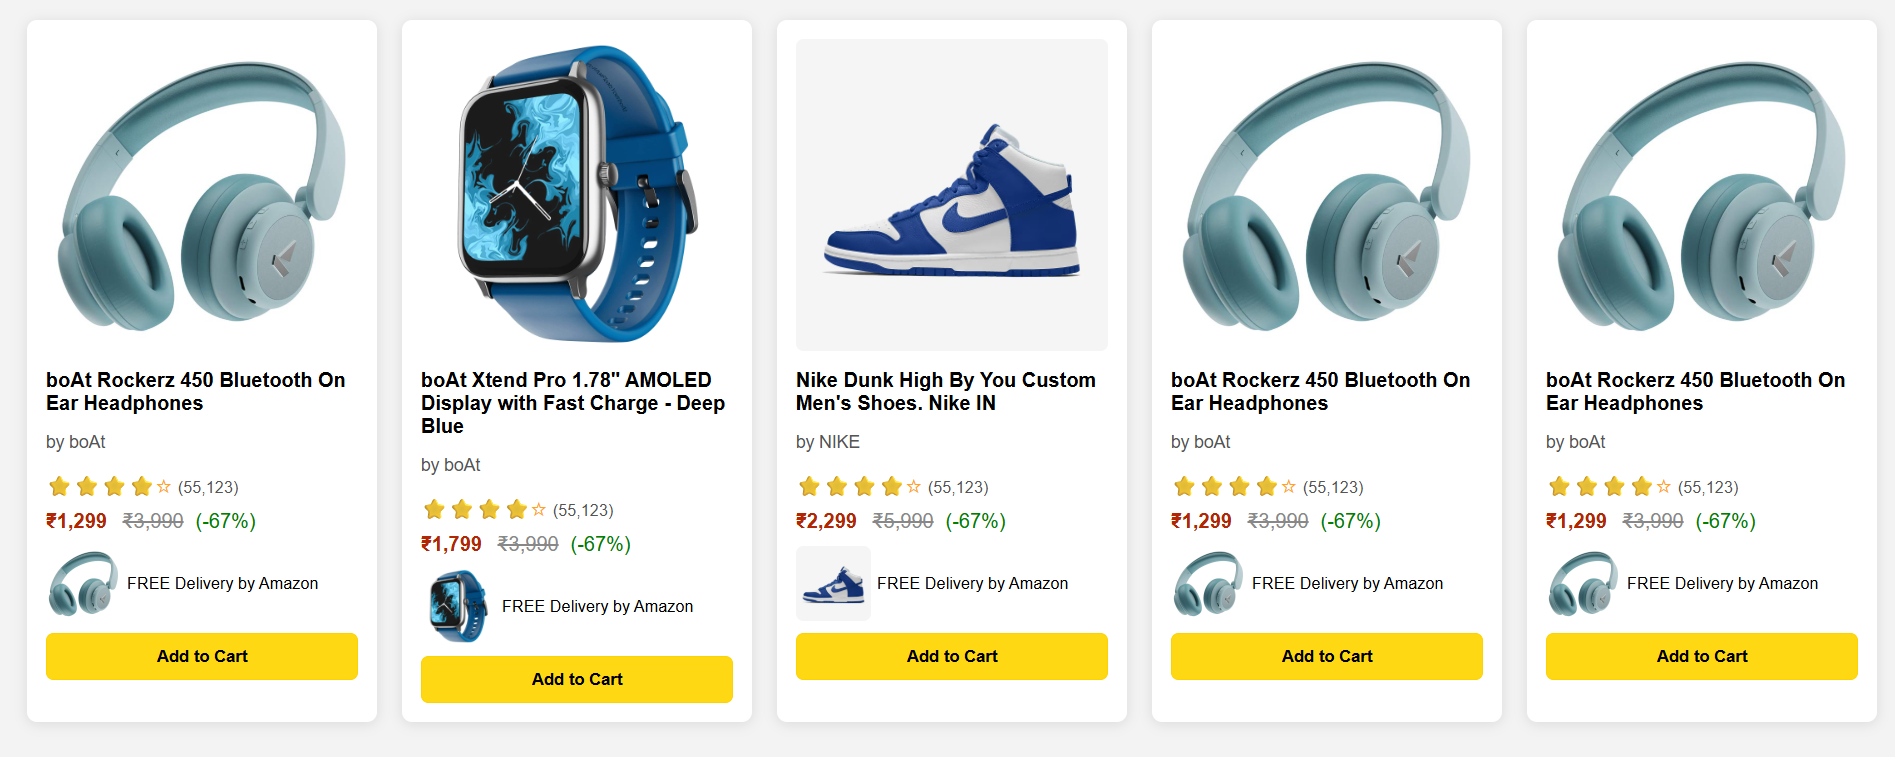 boAt Rockerz 450 Bluetooth On
Ear Headphones
by boAt
(55,123)
₹1,299 ₹3,990 (-67%)
FREE Delivery by Amazon
Add to Cart
boAt Xtend Pro 1.78" AMOLED
Display with Fast Charge - Deep
Blue
by boAt
(55,123)
₹1,799 ₹3,990 (-67%)
FREE Delivery by Amazon
Add to Cart
Nike Dunk High By You Custom
Men's Shoes. Nike IN
by NIKE
(55,123)
₹2,299 ₹5,990 (-67%)
FREE Delivery by Amazon
Add to Cart
boAt Rockerz 450 Bluetooth On
Ear Headphones
by boAt
(55,123)
₹1,299 ₹3,990 (-67%)
FREE Delivery by Amazon
Add to Cart
boAt Rockerz 450 Bluetooth On
Ear Headphones
by boAt
(55,123)
₹1,299 ₹3,990 (-67%)
FREE Delivery by Amazon
Add to Cart